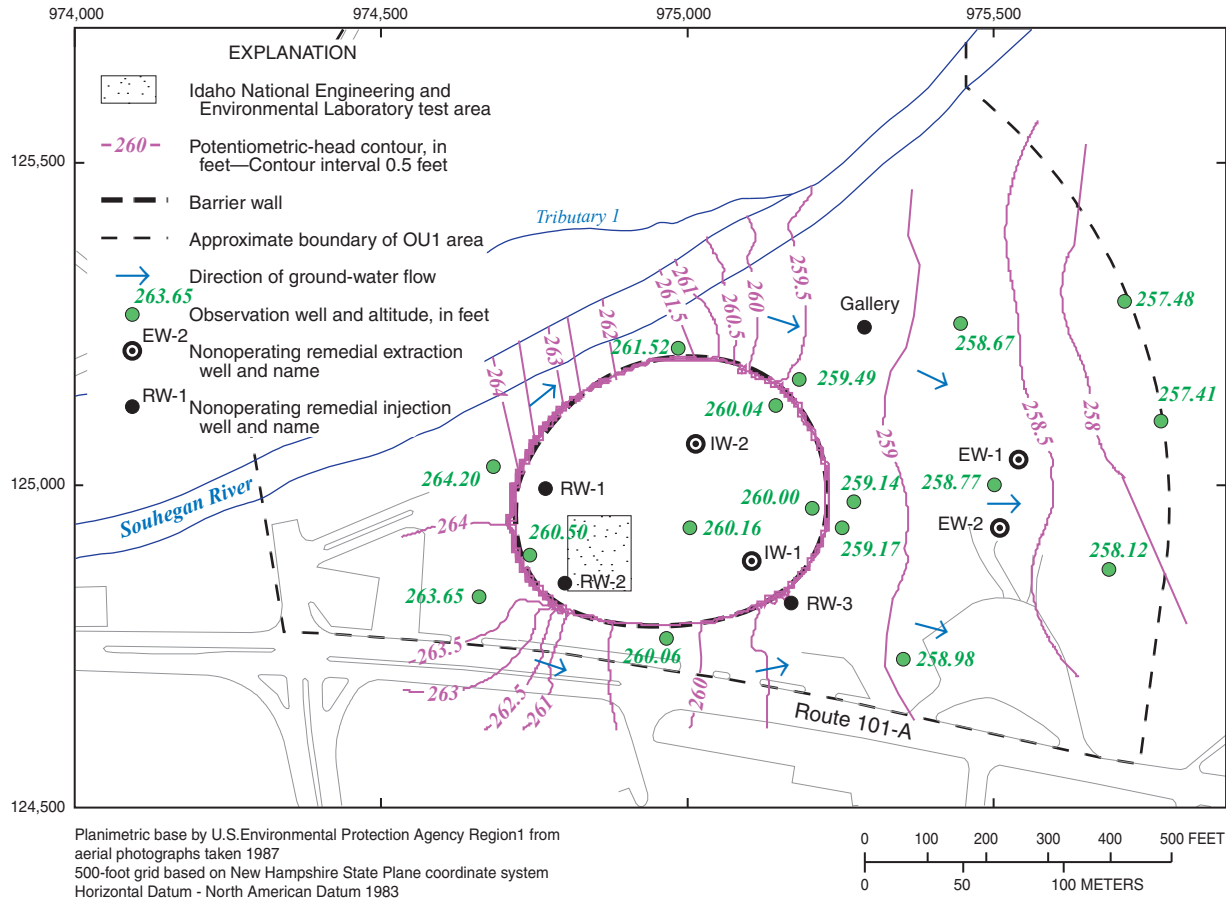 974,000
974,500
975,000
975,500
125,500
125,000
124,500
EXPLANATION
Idaho National Engineering and
Environmental Laboratory test area
260
Potentiometric-head contour, in
feet—Contour interval 0.5 feet
Barrier wall
Approximate boundary of OU1 area
Direction of ground-water flow
263.65
Observation well and altitude, in feet
EW-2
Nonoperating remedial extraction
well and name
RW-1
Nonoperating remedial injection
well and name
Tributary 1
Souhegan River
264
263
262
261.5
261
260.5
260
259.5
Gallery
261.52
259.49
260.04
258.67
257.48
257.41
IW-2
264.20
RW-1
259
258.5
258
EW-1
258.77
EW-2
260.00
259.14
259.17
260.16
264
260.50
IW-1
RW-2
RW-3
258.12
263.65
260.06
258.98
263.5
263
262.5
261
260
Route 101-A
Planimetric base by U.S.Environmental Protection Agency Region1 from
aerial photographs taken 1987
500-foot grid based on New Hampshire State Plane coordinate system
Horizontal Datum - North American Datum 1983
0 100 200 300 400 500 FEET
0 50 100 METERS